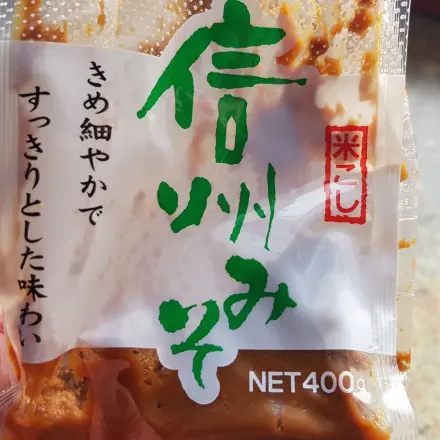 米こし
信州みそ
きめ細やかで
すっきりとした味わい
NET400g